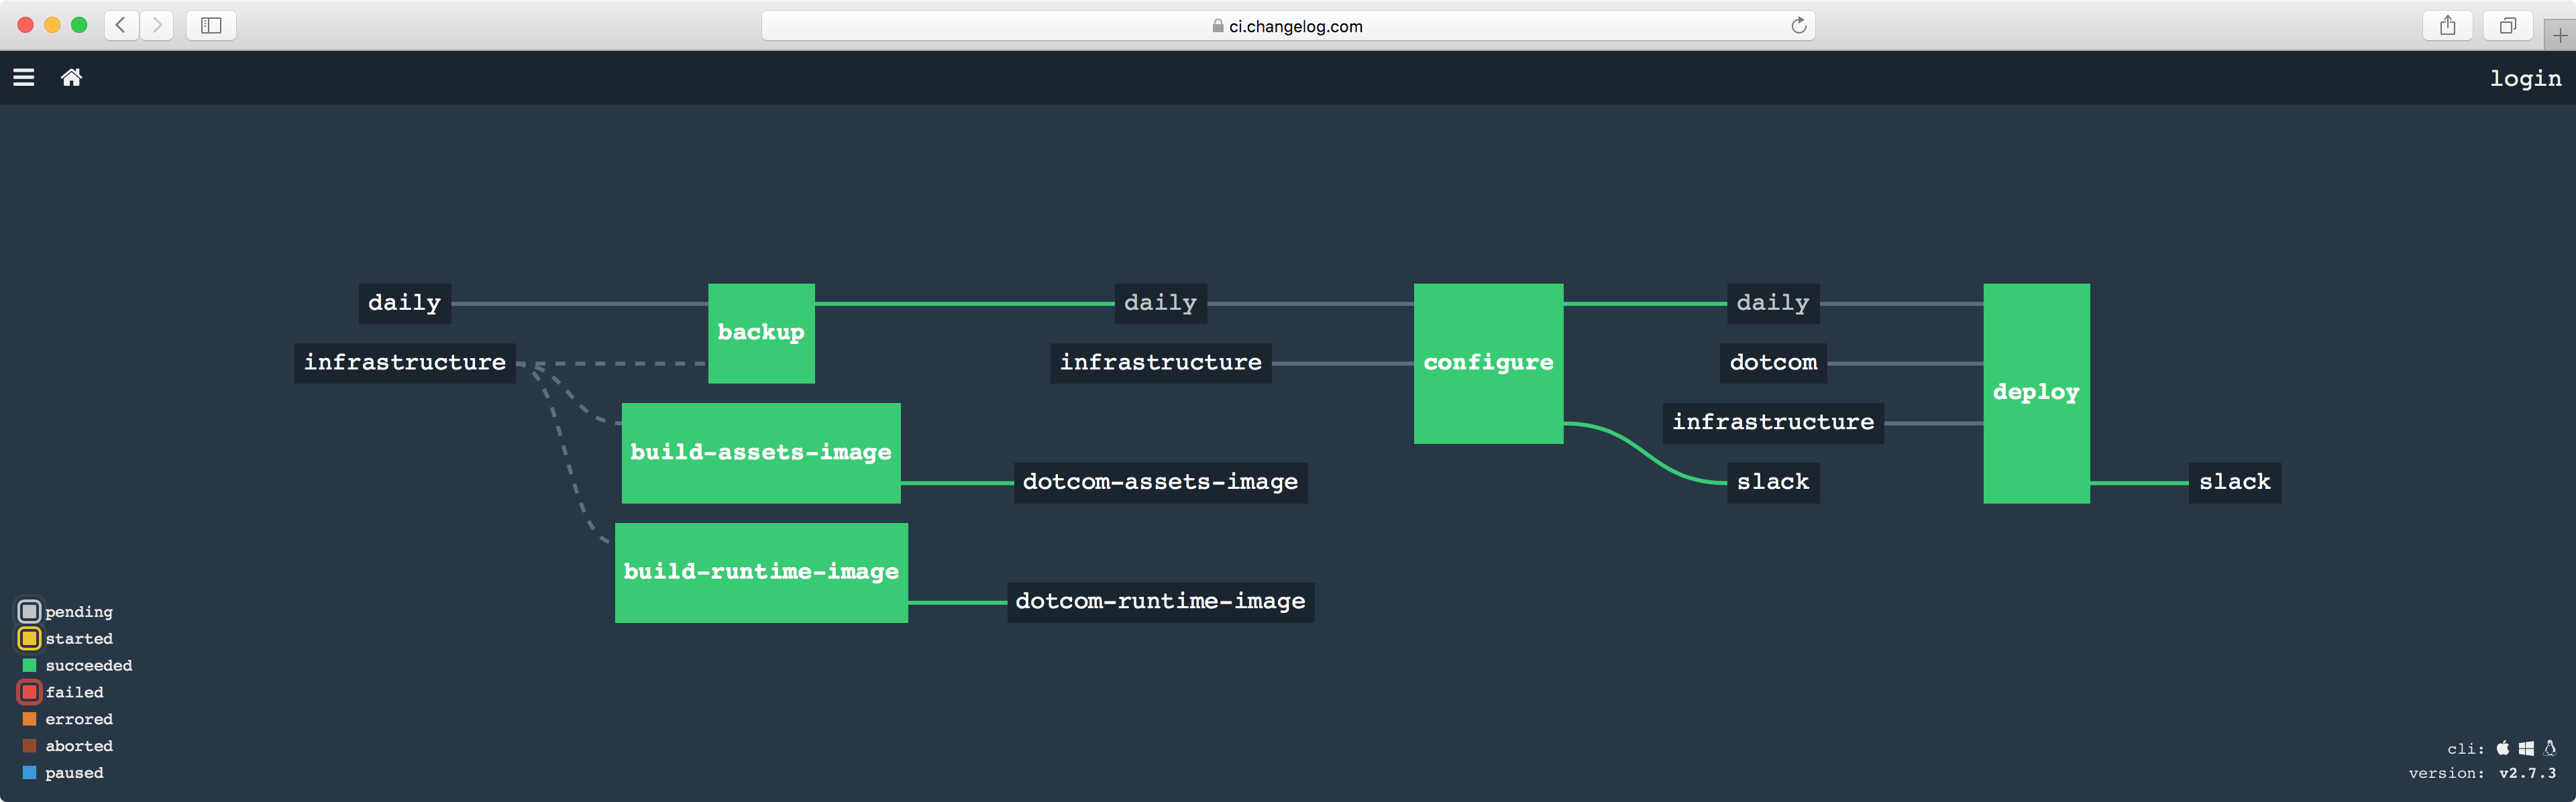 ci.changelog.com
login
daily
backup
daily
configure
daily
deploy
infrastructure
infrastructure
dotcom
build-assets-image
infrastructure
dotcom-assets-image
slack
slack
build-runtime-image
dotcom-runtime-image
pending
started
succeeded
failed
errored
aborted
paused
cli:
version: v2.7.3